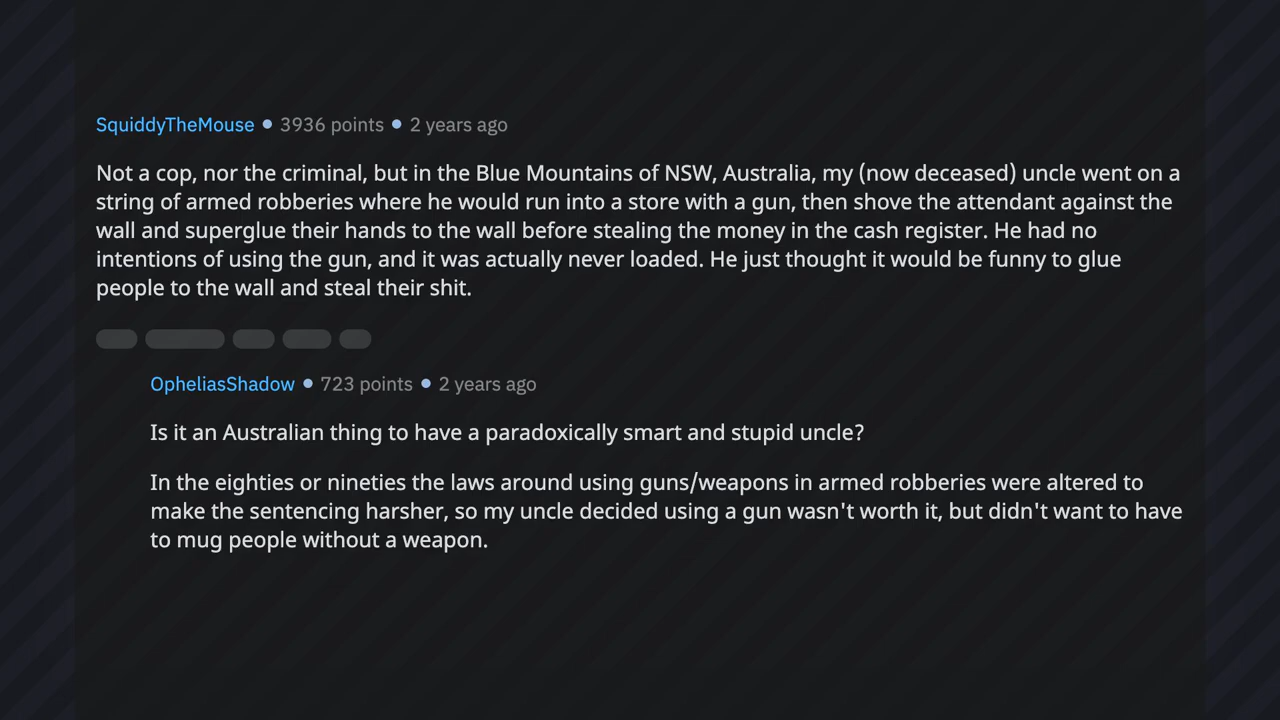 SquiddyTheMouse ● 3936 points ● 2 years ago
Not a cop, nor the criminal, but in the Blue Mountains of NSW, Australia, my (now deceased) uncle went on a
string of armed robberies where he would run into a store with a gun, then shove the attendant against the
wall and superglue their hands to the wall before stealing the money in the cash register. He had no
intentions of using the gun, and it was actually never loaded. He just thought it would be funny to glue
people to the wall and steal their shit.
OpheliasShadow ● 723 points ● 2 years ago
Is it an Australian thing to have a paradoxically smart and stupid uncle?
In the eighties or nineties the laws around using guns/weapons in armed robberies were altered to
make the sentencing harsher, so my uncle decided using a gun wasn't worth it, but didn't want to have
to mug people without a weapon.